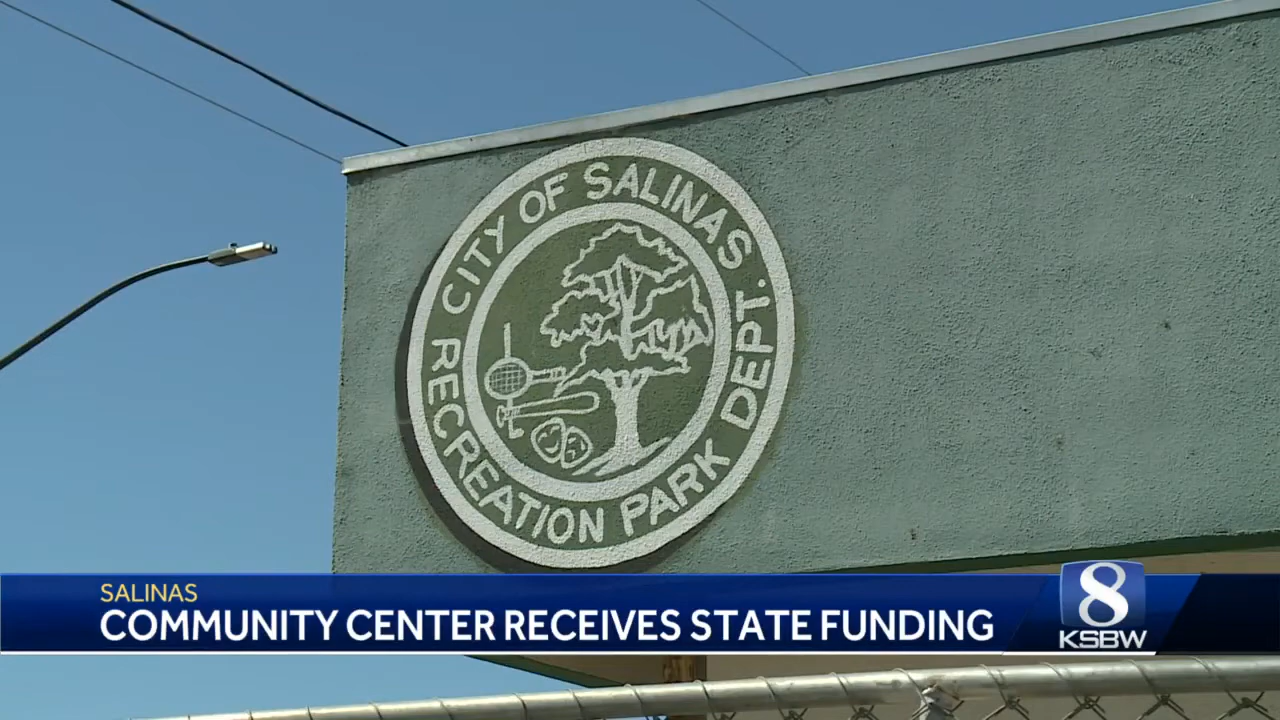 CITY OF SALINAS
RECREATION PARK DEPT.
SALINAS
COMMUNITY CENTER RECEIVES STATE FUNDING
8
KSBW